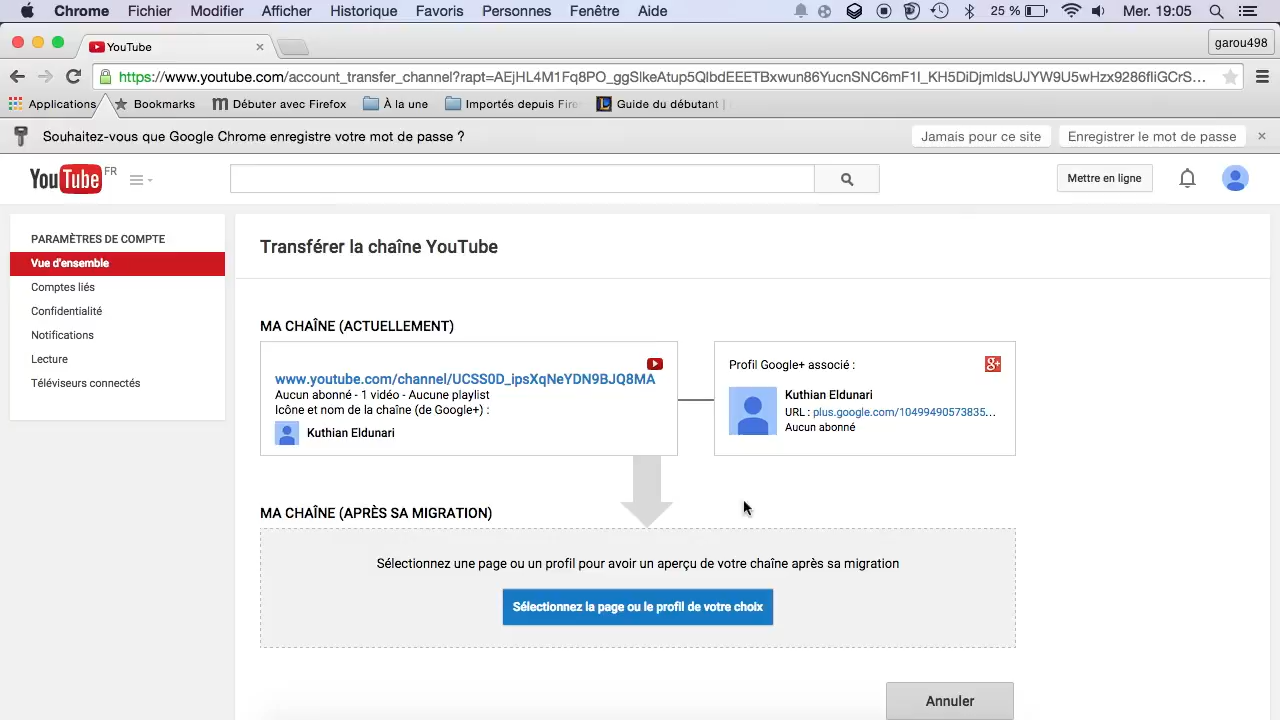 Chrome Fichier Modifier Afficher Historique Favoris Personnes Fenêtre Aide 25 % Mer. 19:05
YouTube
garou498
https://www.youtube.com/account_transfer_channel?rapt=AEjHL4M1Fq8PO_ggSlkeAtup5QlbdEEETBxwun86YucnSNC6mF1l_KH5DiDjmldsUJYW9U5wHzx9286fliGCrS...
Applications Bookmarks Débuter avec Firefox À la une Importés depuis Fire Guide du débutant
Souhaitez-vous que Google Chrome enregistre votre mot de passe ? Jamais pour ce site Enregistrer le mot de passe
YouTube FR
Mettre en ligne
PARAMÈTRES DE COMPTE
Vue d'ensemble
Comptes liés
Confidentialité
Notifications
Lecture
Téléviseurs connectés
Transférer la chaîne YouTube
MA CHAÎNE (ACTUELLEMENT)
www.youtube.com/channel/UCSS0D_ipsXqNeYDN9BJQ8MA
Aucun abonné - 1 vidéo - Aucune playlist
Icône et nom de la chaîne (de Google+) :
Kuthian Eldunari
Profil Google+ associé :
g+
Kuthian Eldunari
URL : plus.google.com/10499490573835...
Aucun abonné
MA CHAÎNE (APRÈS SA MIGRATION)
Sélectionnez une page ou un profil pour avoir un aperçu de votre chaîne après sa migration
Sélectionnez la page ou le profil de votre choix
Annuler